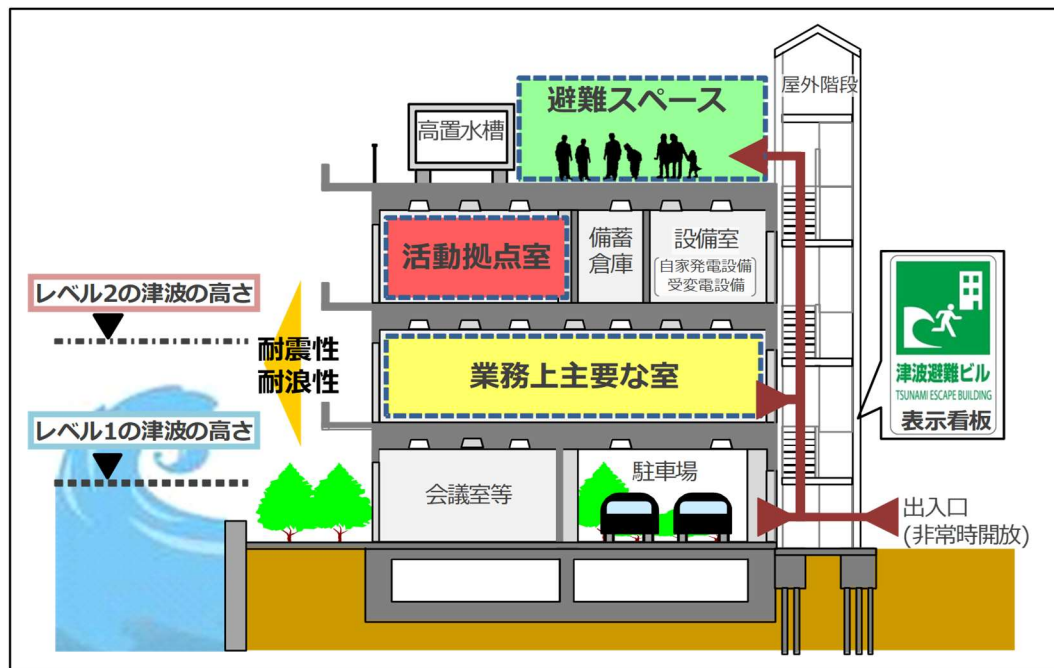 避難スペース
屋外階段
高置水槽
活動拠点室
備蓄
倉庫
設備室
自家発電設備
受変電設備
レベル2の津波の高さ
耐震性
耐浪性
業務上主要な室
津波避難ビル
TSUNAMI ESCAPE BUILDING
表示看板
レベル1の津波の高さ
会議室等
駐車場
出入口
(非常時開放)